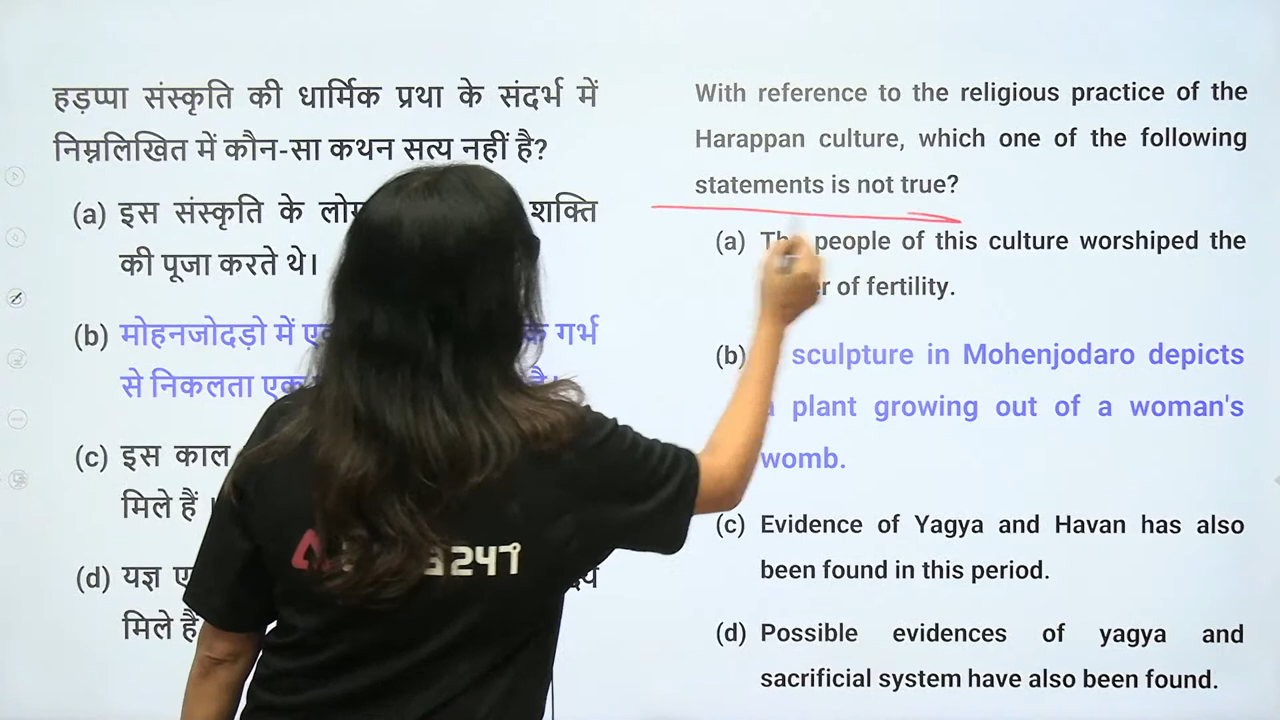 हड़प्पा संस्कृति की धार्मिक प्रथा के संदर्भ में
निम्नलिखित में कौन-सा कथन सत्य नहीं है?
(a) इस संस्कृति के शक्ति
की पूजा करते थे।
(b) मोहनजोदड़ो में गर्भ
से निकलता
(c) इस काल
मिले हैं ।
(d) यज्ञ
मिले हैं
With reference to the religious practice of the
Harappan culture, which one of the following
statements is not true?
(a) people of this culture worshiped the
of fertility.
(b) sculpture in Mohenjodaro depicts
plant growing out of a woman's
womb.
(c) Evidence of Yagya and Havan has also
been found in this period.
(d) Possible evidences of yagya and
sacrificial system have also been found.
247